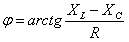 φ = arctg (X_L − X_C) / R